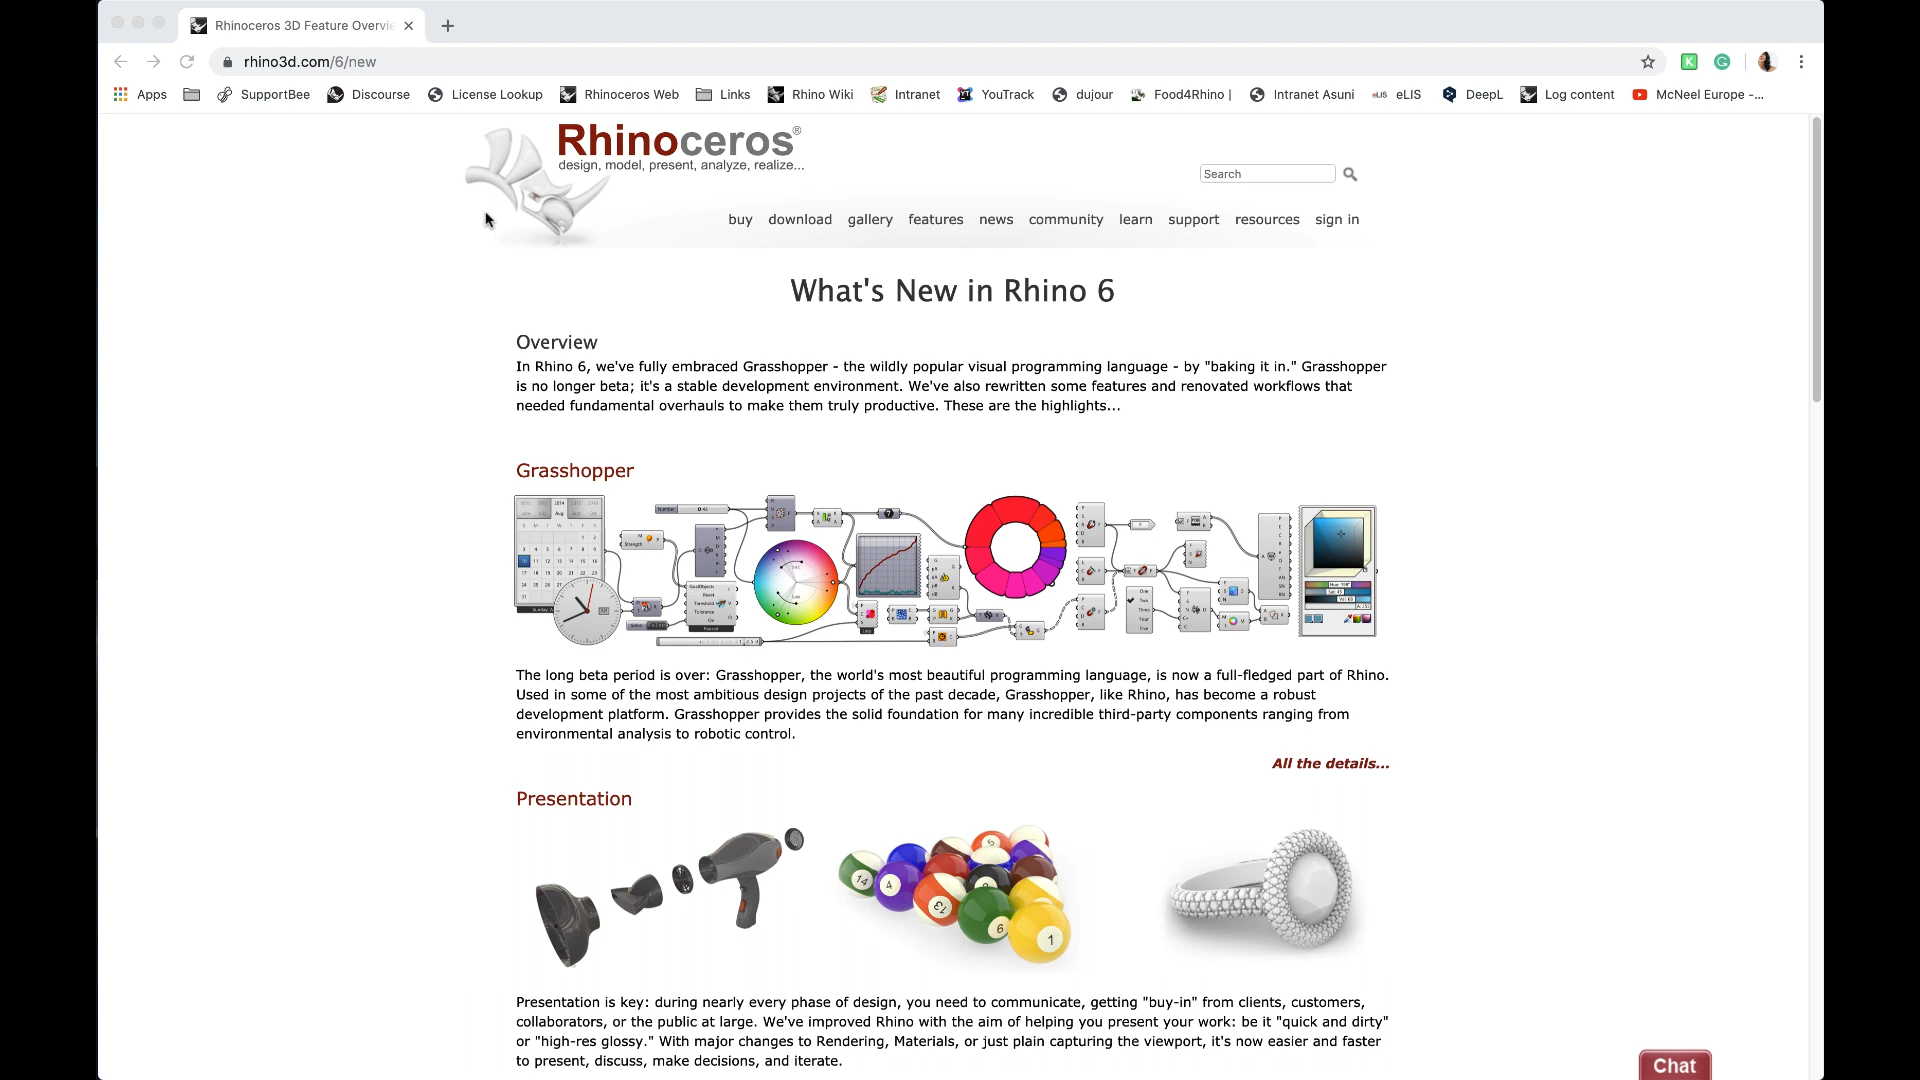 Rhinoceros 3D Feature Overvie
rhino3d.com/6/new
Apps SupportBee Discourse License Lookup Rhinoceros Web Links Rhino Wiki Intranet YouTrack dujour Food4Rhino | Intranet Asuni eLIS DeepL Log content McNeel Europe -...
Rhinoceros®
design, model, present, analyze, realize...
Search
buy download gallery features news community learn support resources sign in
What's New in Rhino 6
Overview
In Rhino 6, we've fully embraced Grasshopper - the wildly popular visual programming language - by "baking it in." Grasshopper
is no longer beta; it's a stable development environment. We've also rewritten some features and renovated workflows that
needed fundamental overhauls to make them truly productive. These are the highlights...
Grasshopper
The long beta period is over: Grasshopper, the world's most beautiful programming language, is now a full-fledged part of Rhino.
Used in some of the most ambitious design projects of the past decade, Grasshopper, like Rhino, has become a robust
development platform. Grasshopper provides the solid foundation for many incredible third-party components ranging from
environmental analysis to robotic control.
All the details...
Presentation
14 4 13 5 6 1
Presentation is key: during nearly every phase of design, you need to communicate, getting "buy-in" from clients, customers,
collaborators, or the public at large. We've improved Rhino with the aim of helping you present your work: be it "quick and dirty"
or "high-res glossy." With major changes to Rendering, Materials, or just plain capturing the viewport, it's now easier and faster
to present, discuss, make decisions, and iterate.
Chat